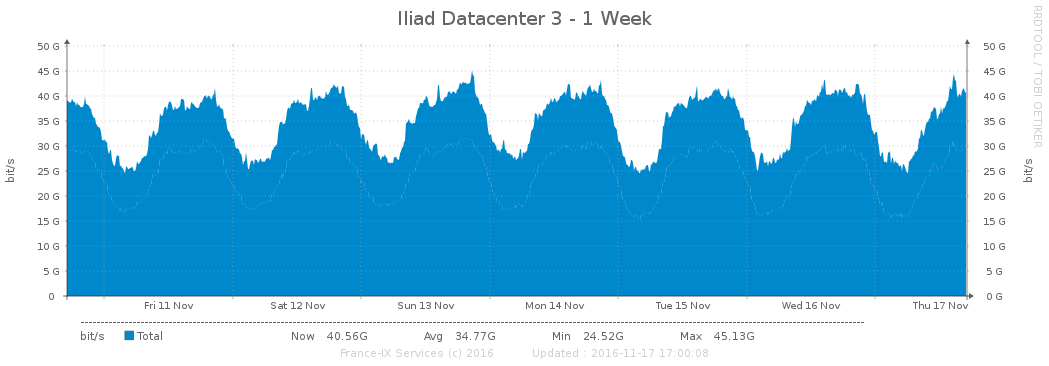 Iliad Datacenter 3 - 1 Week
RRDTOOL / TOBI OETIKER
50 G 50 G
45 G 45 G
40 G 40 G
35 G 35 G
30 G 30 G
25 G 25 G
20 G 20 G
15 G 15 G
10 G 10 G
5 G 5 G
0 0 G
bit/s bit/s
Fri 11 Nov Sat 12 Nov Sun 13 Nov Mon 14 Nov Tue 15 Nov Wed 16 Nov Thu 17 Nov
bit/s Total Now 40.56G Avg 34.77G Min 24.52G Max 45.13G
France-IX Services (c) 2016 Updated : 2016-11-17 17:00:08